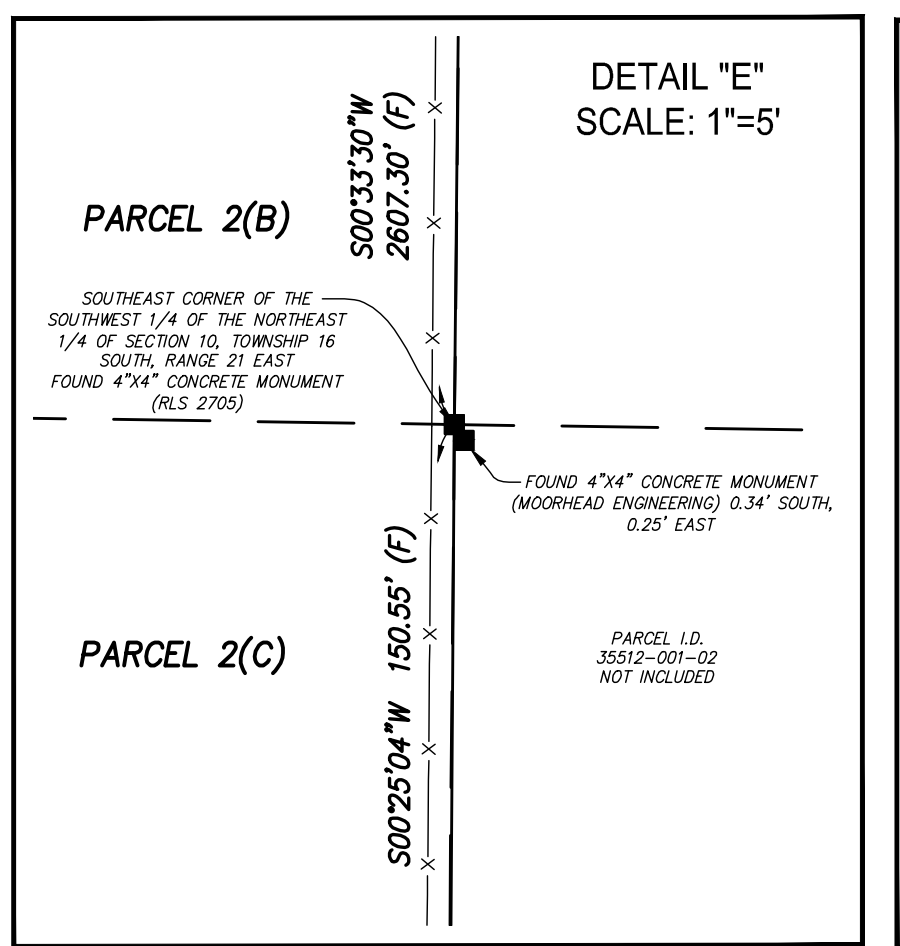 DETAIL "E"
SCALE: 1"=5'
S00°33'30"W
2607.30' (F)
PARCEL 2(B)
SOUTHEAST CORNER OF THE
SOUTHWEST 1/4 OF THE NORTHEAST
1/4 OF SECTION 10, TOWNSHIP 16
SOUTH, RANGE 21 EAST
FOUND 4"X4" CONCRETE MONUMENT
(RLS 2705)
FOUND 4"X4" CONCRETE MONUMENT
(MOORHEAD ENGINEERING) 0.34' SOUTH,
0.25' EAST
S00°25'04"W 150.55' (F)
PARCEL 2(C)
PARCEL I.D.
35512-001-02
NOT INCLUDED